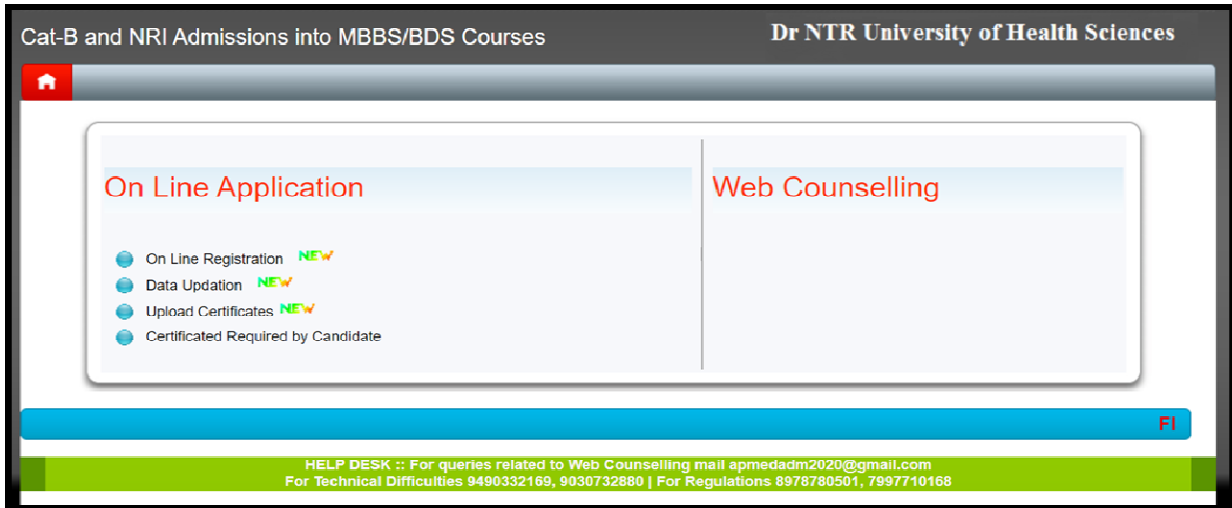 Cat-B and NRI Admissions into MBBS/BDS Courses
Dr NTR University of Health Sciences
On Line Application
On Line Registration NEW
Data Updation NEW
Upload Certificates NEW
Certificated Required by Candidate
Web Counselling
FI
HELP DESK :: For queries related to Web Counselling mail apmedadm2020@gmail.com
For Technical Difficulties 9490332169, 9030732880 | For Regulations 8978780501, 7997710168